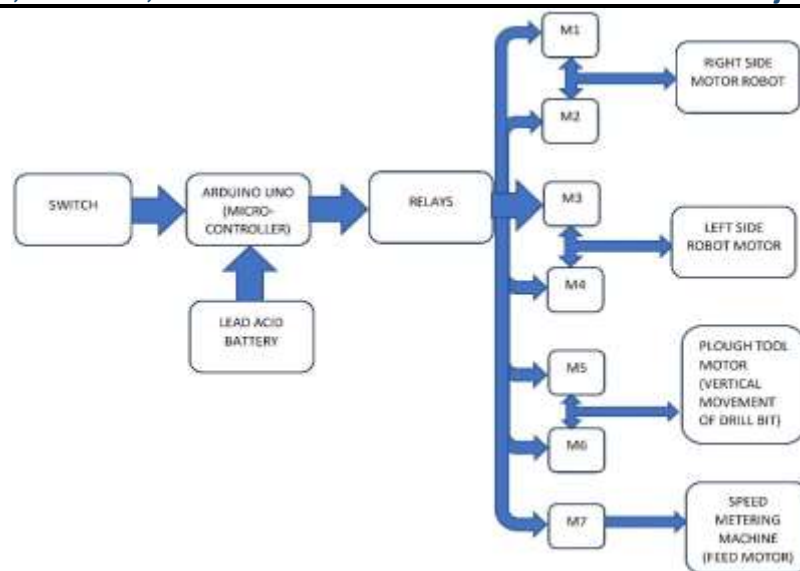 M1
RIGHT SIDE
MOTOR ROBOT
M2
SWITCH
ARDUINO UNO
(MICRO-
CONTROLLER)
RELAYS
M3
LEFT SIDE
ROBOT MOTOR
M4
LEAD ACID
BATTERY
M5
PLOUGH TOOL
MOTOR
(VERTICAL
MOVEMENT
OF DRILL BIT)
M6
M7
SPEED
METERING
MACHINE
(FEED MOTOR)